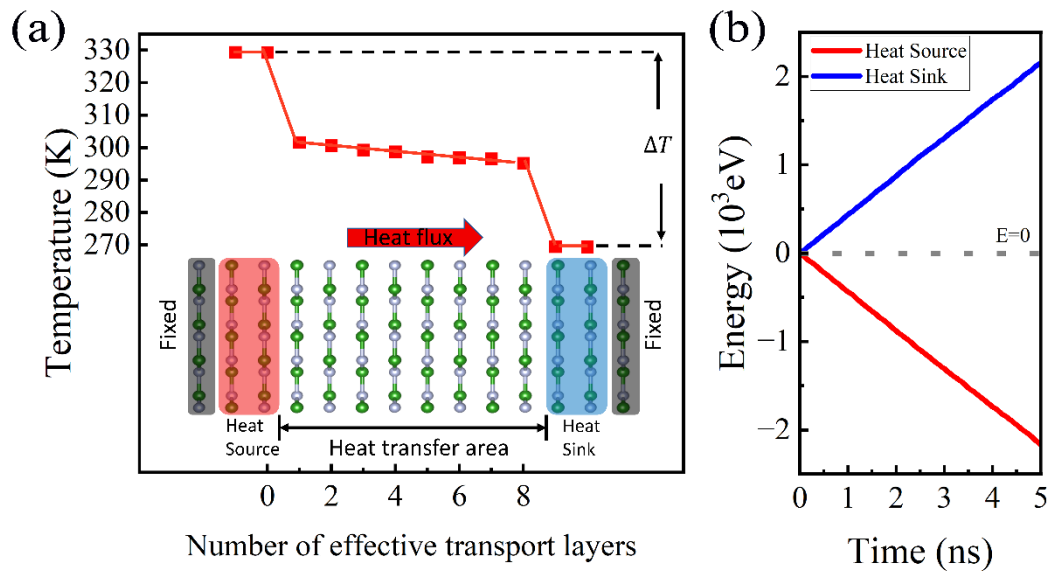 (a)
330
320
310
300
290
280
270
Temperature (K)
ΔT
Heat flux
Fixed
Fixed
Heat
Source
Heat transfer area
Heat
Sink
0 2 4 6 8
Number of effective transport layers
(b)
Heat Source
Heat Sink
2
1
0
−1
−2
E=0
Energy (10³eV)
0 1 2 3 4 5
Time (ns)